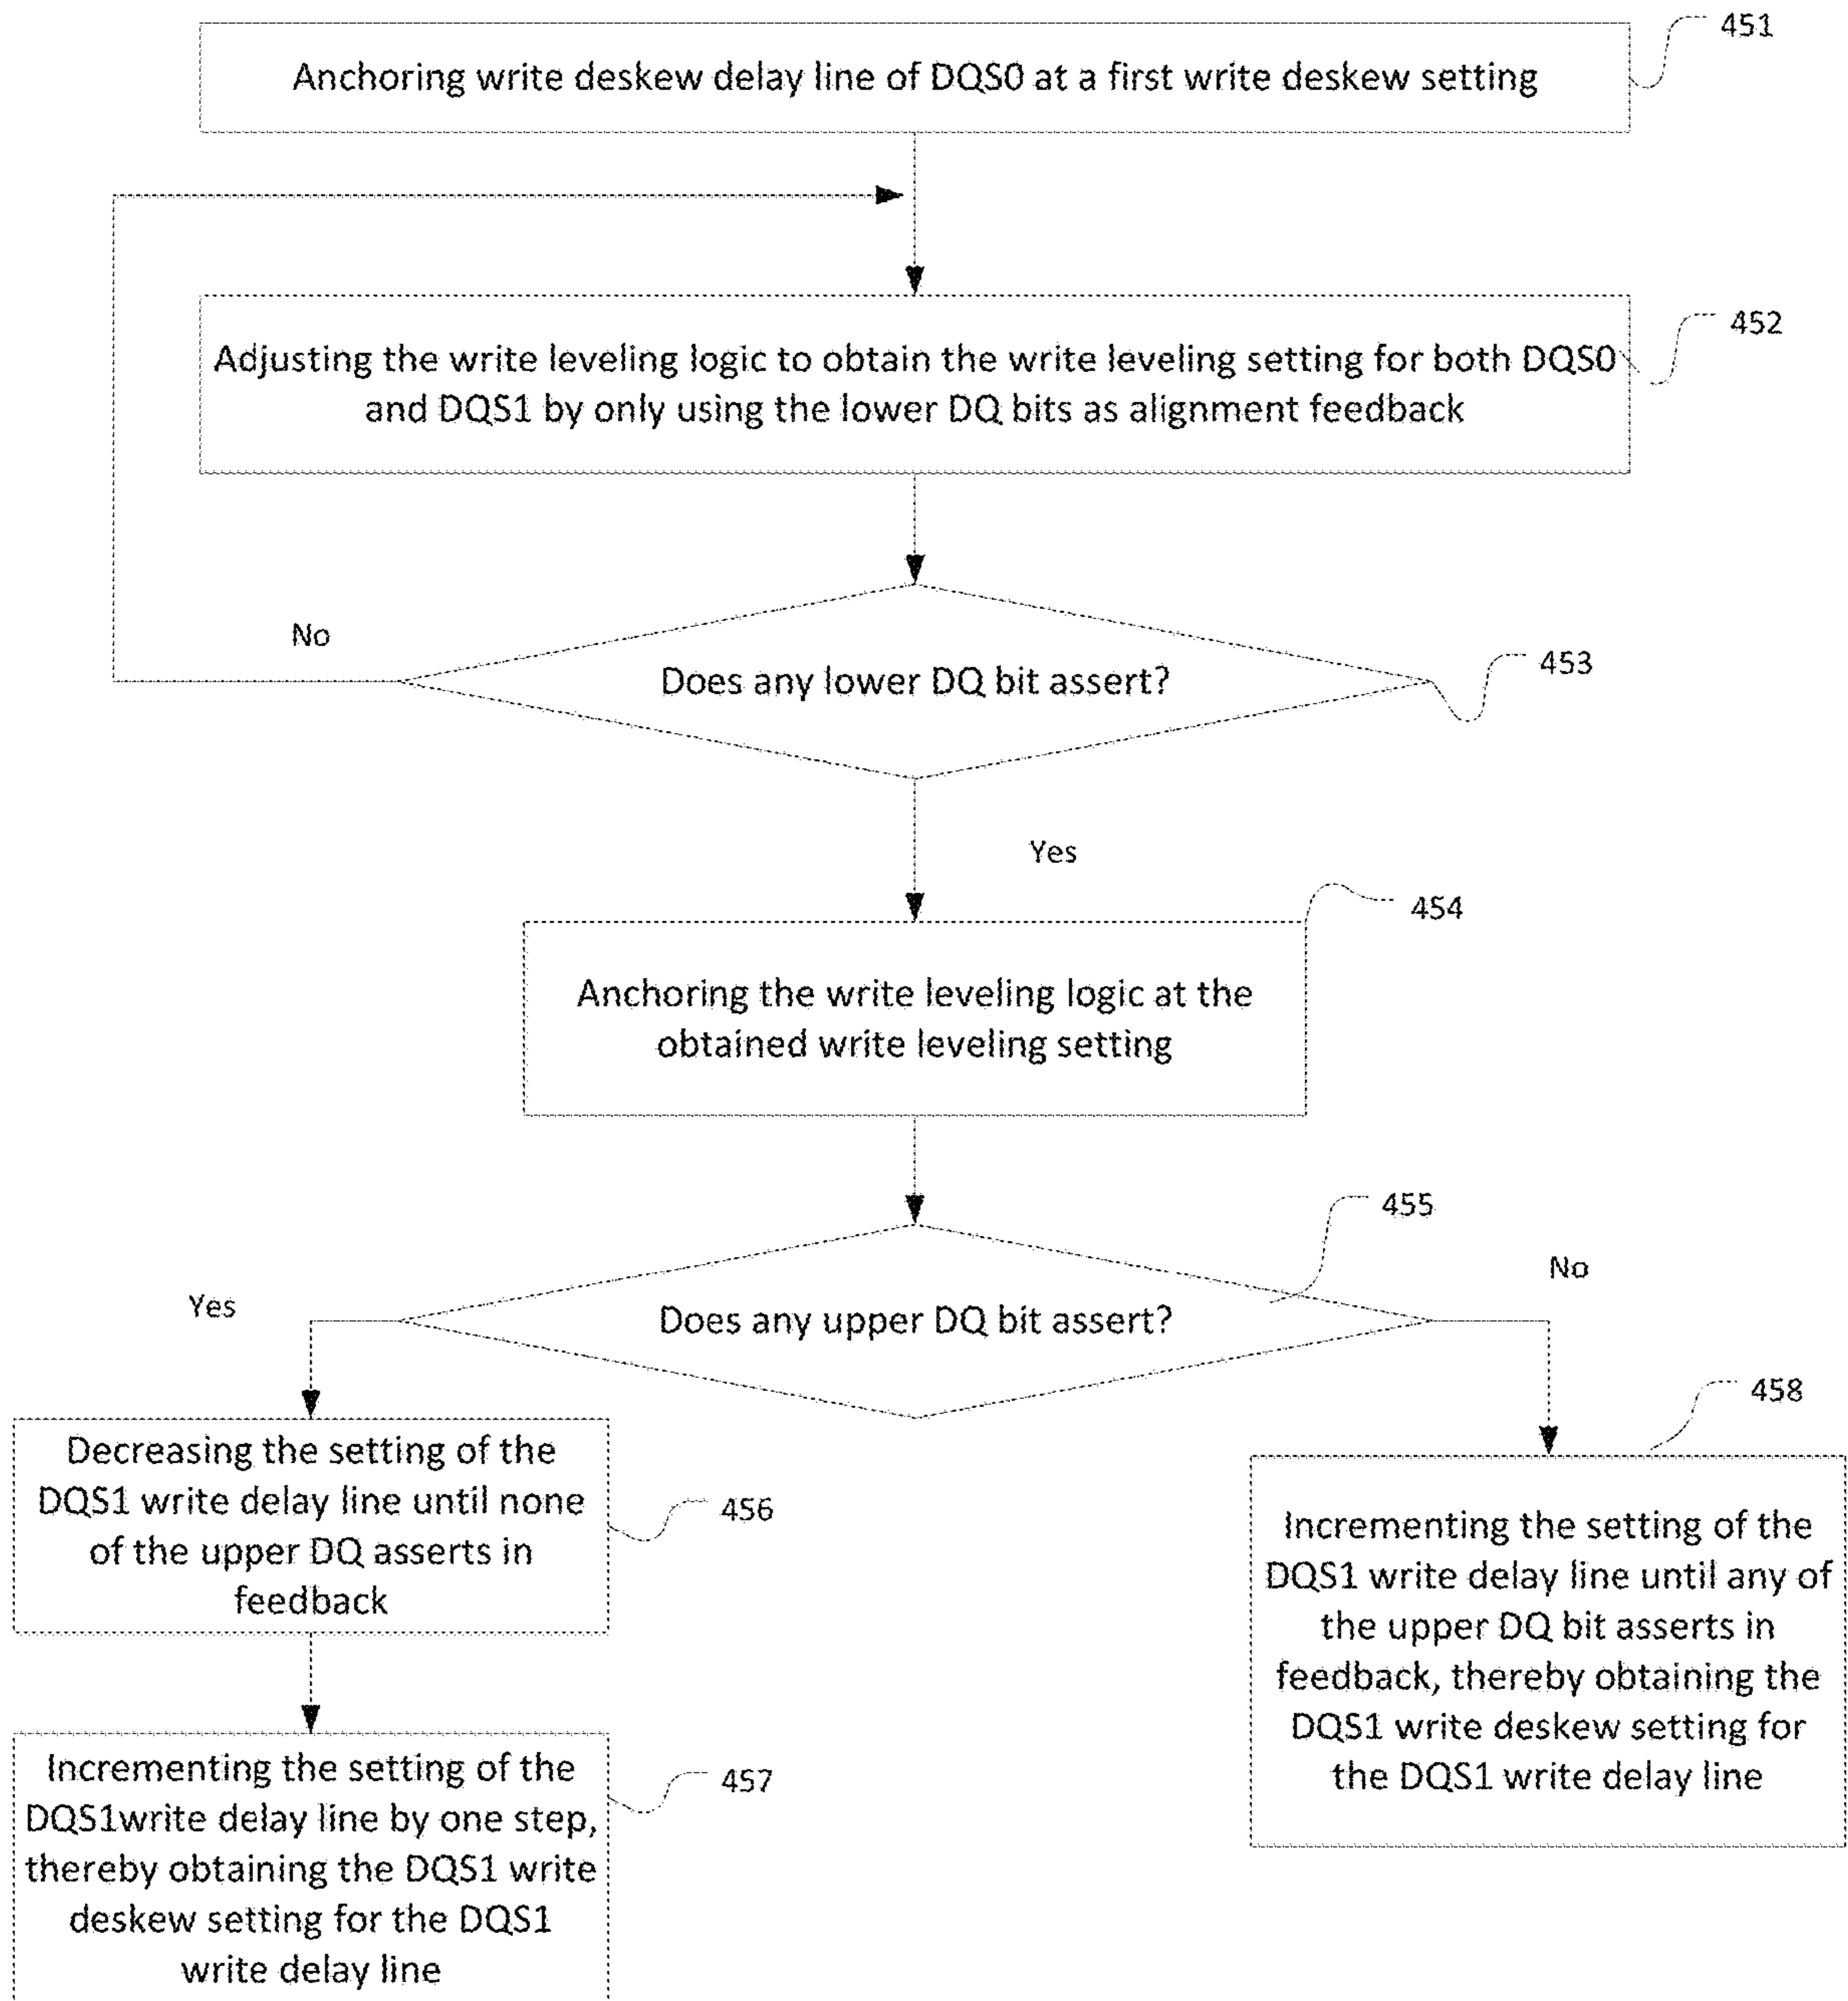 451
Anchoring write deskew delay line of DQS0 at a first write deskew setting
452
Adjusting the write leveling logic to obtain the write leveling setting for both DQS0
and DQS1 by only using the lower DQ bits as alignment feedback
No
Does any lower DQ bit assert?
453
Yes
454
Anchoring the write leveling logic at the
obtained write leveling setting
455
No
Yes
Does any upper DQ bit assert?
458
Decreasing the setting of the
DQS1 write delay line until none
of the upper DQ asserts in
feedback
456
Incrementing the setting of the
DQS1 write delay line until any of
the upper DQ bit asserts in
feedback, thereby obtaining the
DQS1 write deskew setting for
the DQS1 write delay line
Incrementing the setting of the
DQS1write delay line by one step,
thereby obtaining the DQS1 write
deskew setting for the DQS1
write delay line
457